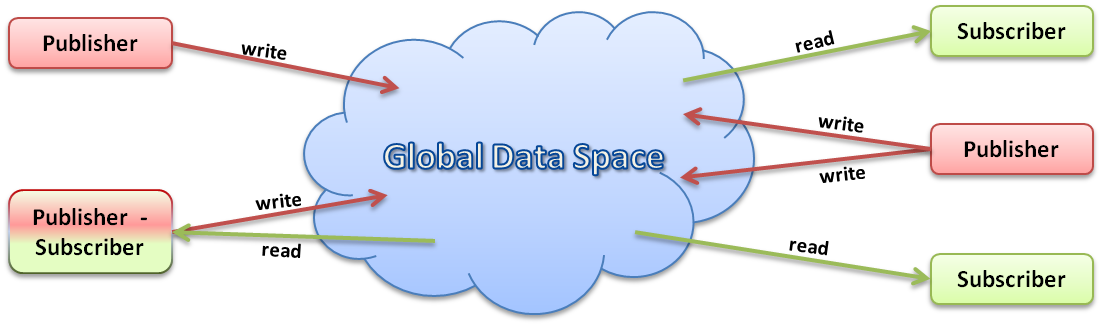 Publisher
write
read
Subscriber
write
Publisher
Global Data Space
write
Publisher -
Subscriber
write
read
read
Subscriber